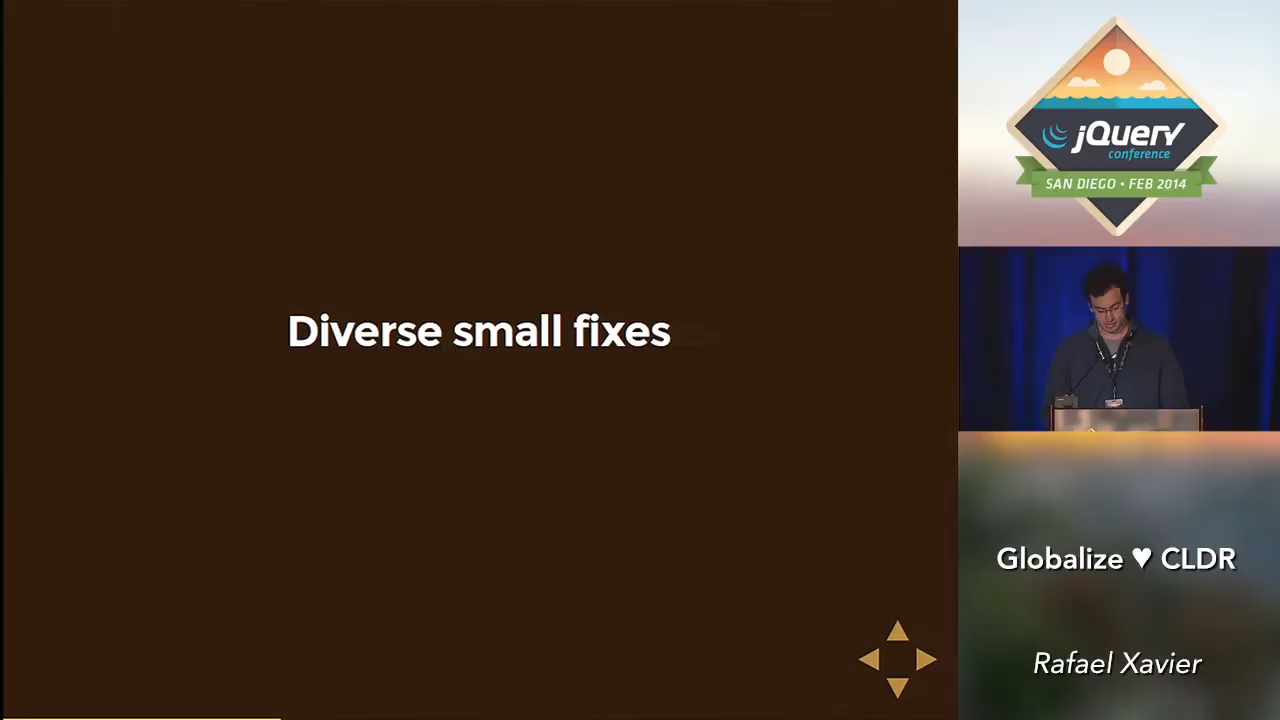 Diverse small fixes
jQuery
conference
SAN DIEGO • FEB 2014
Globalize ♥ CLDR
Rafael Xavier